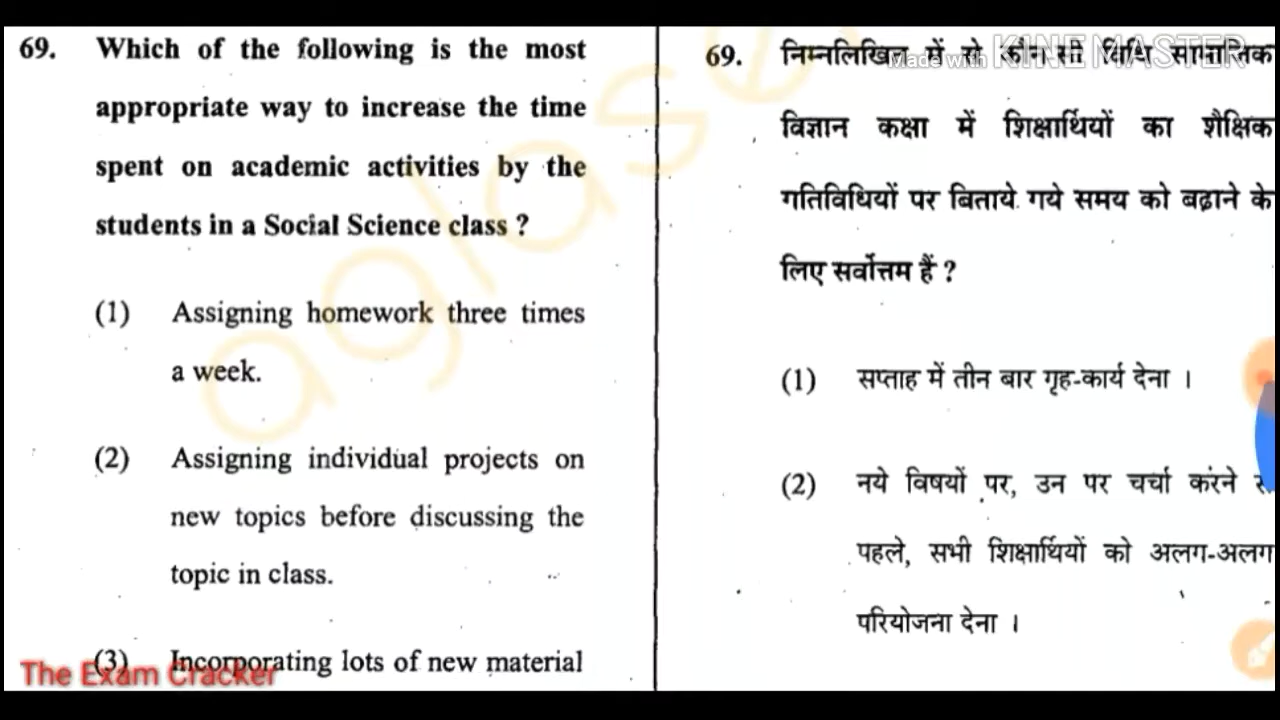 69. Which of the following is the most
appropriate way to increase the time
spent on academic activities by the
students in a Social Science class ?
(1) Assigning homework three times
a week.
(2) Assigning individual projects on
new topics before discussing the
topic in class.
(3) Incorporating lots of new material
The Exam Cracker
69. निम्नलिखित में से कौन सी विधि सामाजिक
Made with KINEMASTER
विज्ञान कक्षा में शिक्षार्थियों का शैक्षिक
गतिविधियों पर बिताये गये समय को बढ़ाने के
लिए सर्वोत्तम हैं ?
(1) सप्ताह में तीन बार गृह-कार्य देना ।
(2) नये विषयों पर, उन पर चर्चा करने
पहले, सभी शिक्षार्थियों को अलग-अलग
परियोजना देना ।